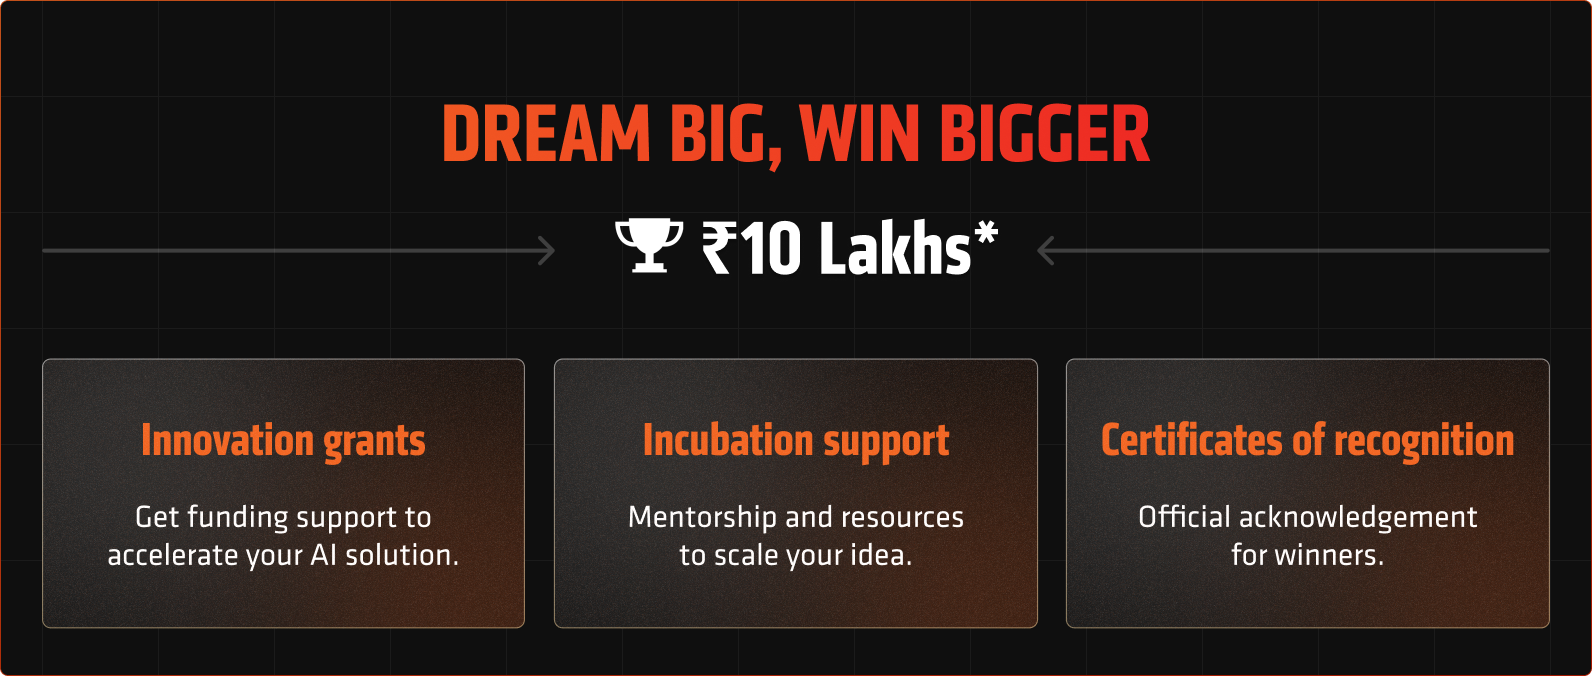 DREAM BIG, WIN BIGGER
₹10 Lakhs*
Innovation grants
Get funding support to
accelerate your AI solution.
Incubation support
Mentorship and resources
to scale your idea.
Certificates of recognition
Official acknowledgement
for winners.